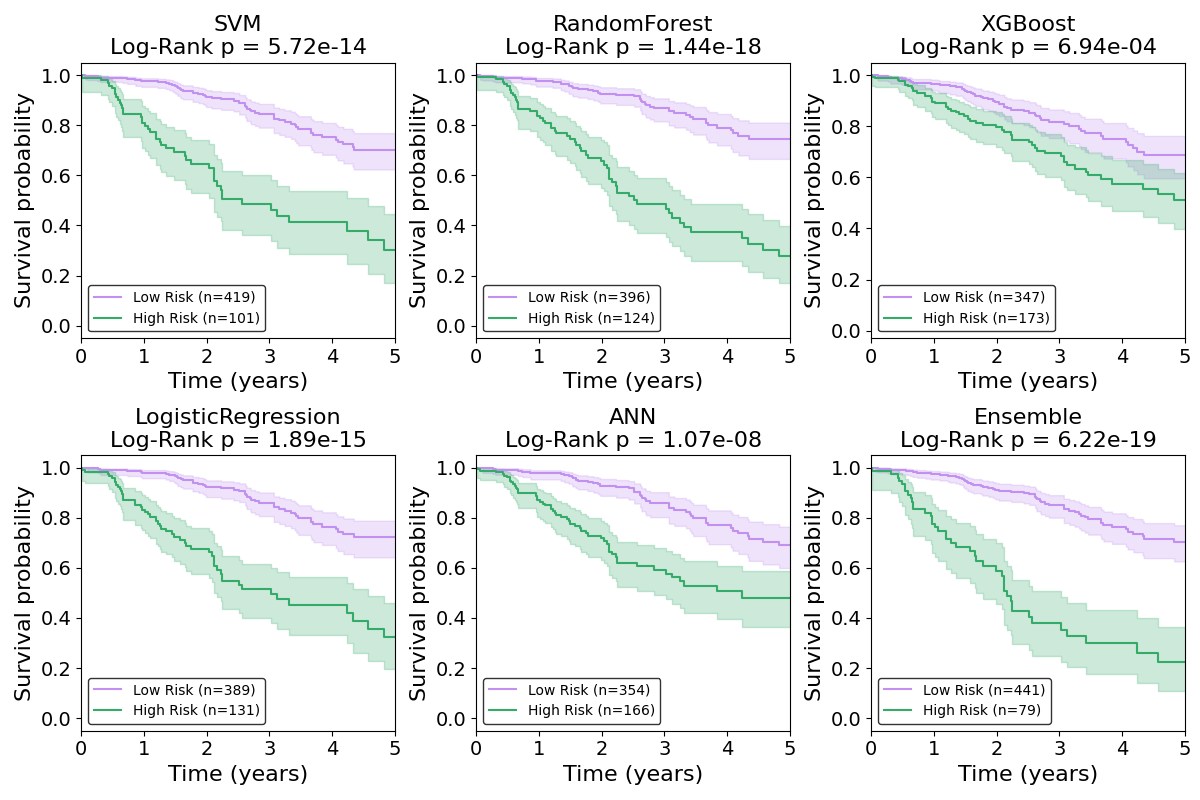 SVM
Log-Rank p = 5.72e-14
Survival probability
1.0
0.8
0.6
0.4
0.2
0.0
Low Risk (n=419)
High Risk (n=101)
0 1 2 3 4 5
Time (years)
RandomForest
Log-Rank p = 1.44e-18
Survival probability
1.0
0.8
0.6
0.4
0.2
0.0
Low Risk (n=396)
High Risk (n=124)
0 1 2 3 4 5
Time (years)
XGBoost
Log-Rank p = 6.94e-04
Survival probability
1.0
0.8
0.6
0.4
0.2
0.0
Low Risk (n=347)
High Risk (n=173)
0 1 2 3 4 5
Time (years)
LogisticRegression
Log-Rank p = 1.89e-15
Survival probability
1.0
0.8
0.6
0.4
0.2
0.0
Low Risk (n=389)
High Risk (n=131)
0 1 2 3 4 5
Time (years)
ANN
Log-Rank p = 1.07e-08
Survival probability
1.0
0.8
0.6
0.4
0.2
0.0
Low Risk (n=354)
High Risk (n=166)
0 1 2 3 4 5
Time (years)
Ensemble
Log-Rank p = 6.22e-19
Survival probability
1.0
0.8
0.6
0.4
0.2
0.0
Low Risk (n=441)
High Risk (n=79)
0 1 2 3 4 5
Time (years)